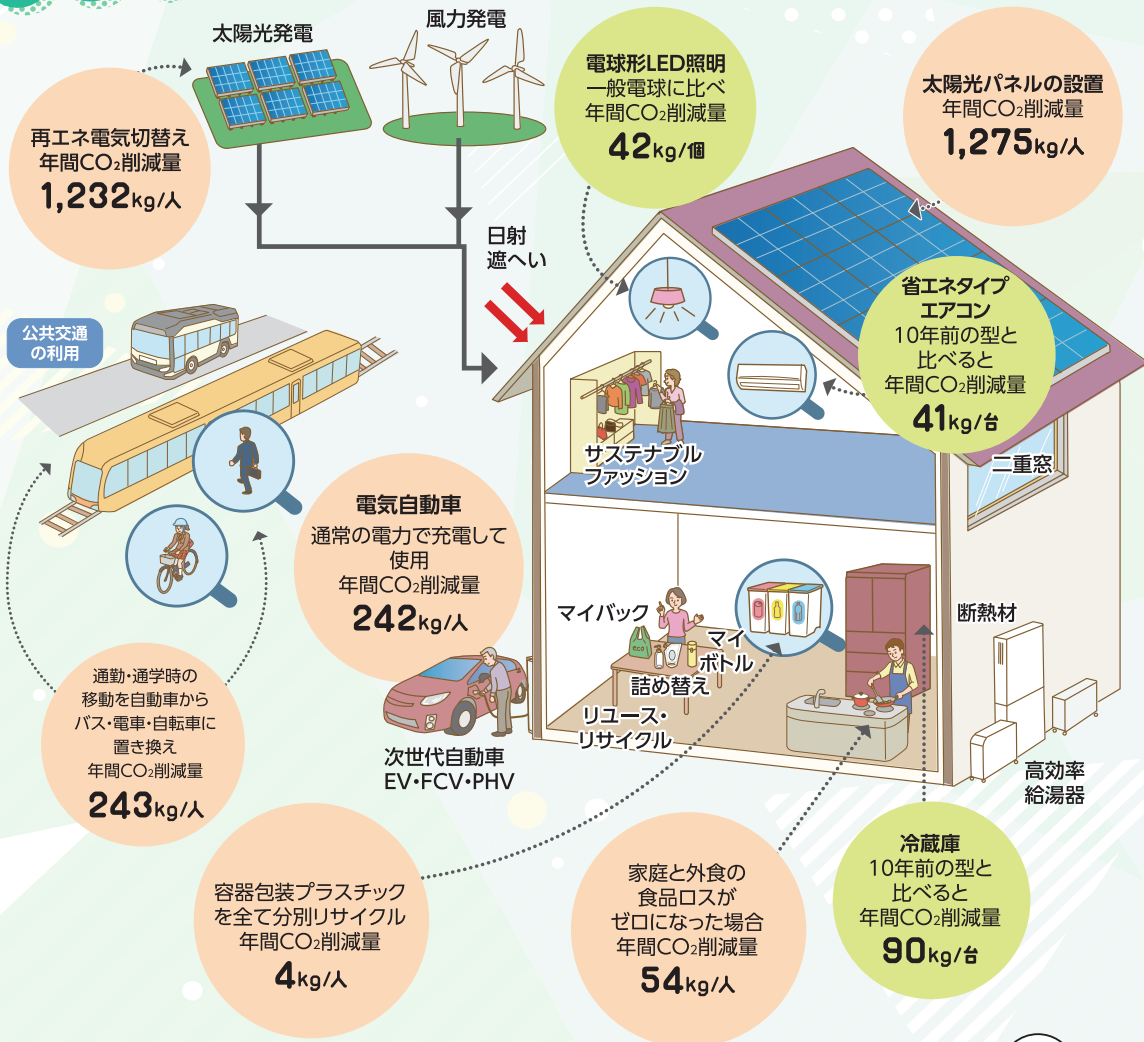 太陽光発電
風力発電
再エネ電気切替え
年間CO₂削減量
1,232kg/人
電球形LED照明
一般電球に比べ
年間CO₂削減量
42kg/個
太陽光パネルの設置
年間CO₂削減量
1,275kg/人
日射
遮へい
省エネタイプ
エアコン
10年前の型と
比べると
年間CO₂削減量
41kg/台
公共交通
の利用
サステナブル
ファッション
二重窓
電気自動車
通常の電力で充電して
使用
年間CO₂削減量
242kg/人
マイバック
eco
マイ
ボトル
詰め替え
リユース・
リサイクル
断熱材
通勤・通学時の
移動を自動車から
バス・電車・自転車に
置き換え
年間CO₂削減量
243kg/人
次世代自動車
EV・FCV・PHV
高効率
給湯器
容器包装プラスチック
を全て分別リサイクル
年間CO₂削減量
4kg/人
家庭と外食の
食品ロスが
ゼロになった場合
年間CO₂削減量
54kg/人
冷蔵庫
10年前の型と
比べると
年間CO₂削減量
90kg/台